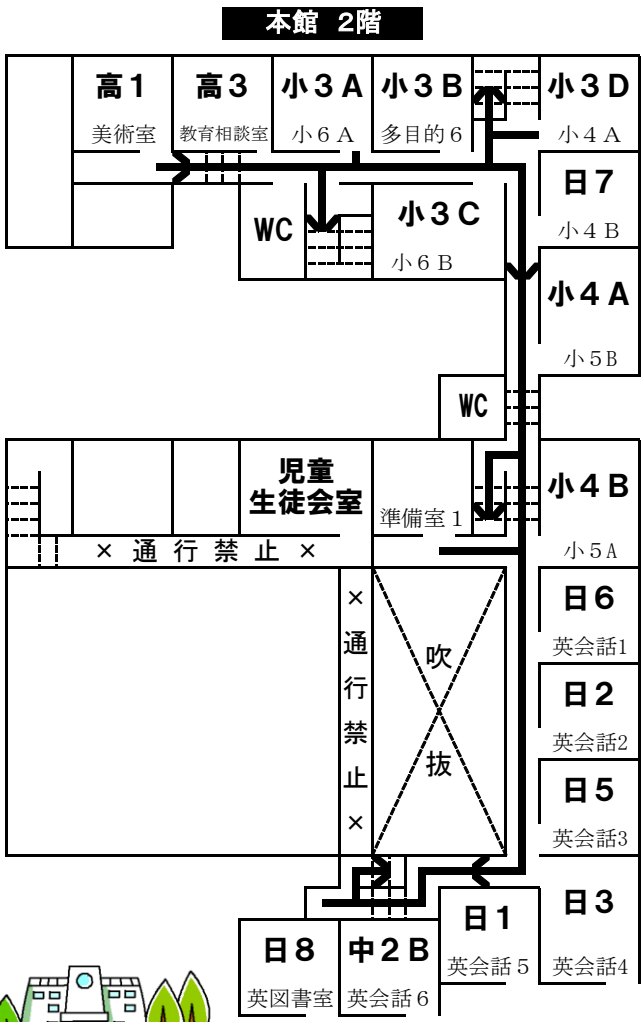 本館 2階
高1
美術室
高3
教育相談室
小3A
小6A
小3B
多目的6
小3D
小4A
日7
小4B
WC
小3C
小6B
小4A
小5B
WC
児童
生徒会室
準備室1
小4B
小5A
× 通 行 禁 止 ×
日6
英会話1
×
通
行
禁
止
×
吹
抜
日2
英会話2
日5
英会話3
日3
英会話4
日1
英会話5
日8
英図書室
中2B
英会話6